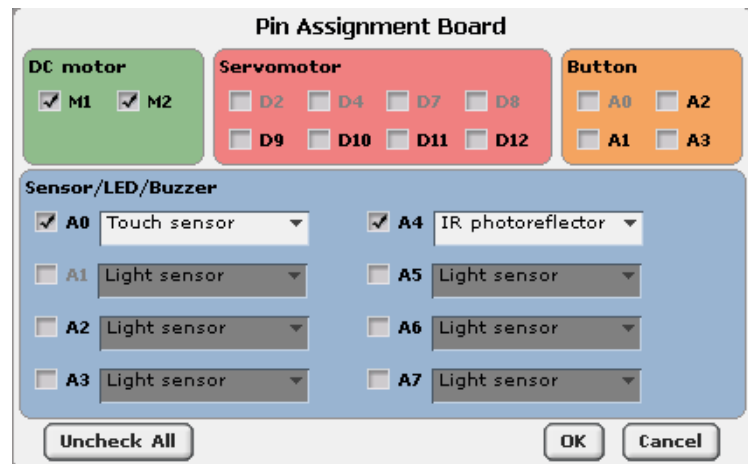 Pin Assignment Board
DC motor
M1 M2
Servomotor
D2 D4 D7 D8
D9 D10 D11 D12
Button
A0 A2
A1 A3
Sensor/LED/Buzzer
A0 Touch sensor A4 IR photoreflector
A1 Light sensor A5 Light sensor
A2 Light sensor A6 Light sensor
A3 Light sensor A7 Light sensor
Uncheck All OK Cancel